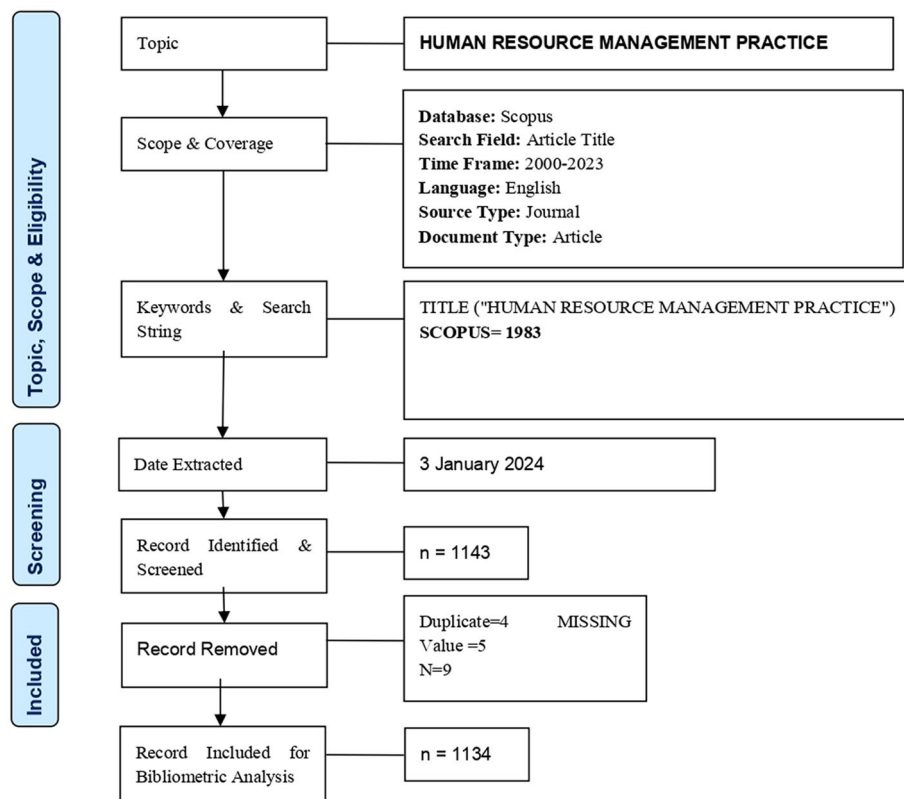 Topic, Scope & Eligibility
Topic
HUMAN RESOURCE MANAGEMENT PRACTICE
Scope & Coverage
Database: Scopus
Search Field: Article Title
Time Frame: 2000-2023
Language: English
Source Type: Journal
Document Type: Article
Keywords & Search
String
TITLE ("HUMAN RESOURCE MANAGEMENT PRACTICE")
SCOPUS= 1983
Screening
Date Extracted
3 January 2024
Record Identified &
Screened
n = 1143
Included
Record Removed
Duplicate=4 MISSING
Value =5
N=9
Record Included for
Bibliometric Analysis
n = 1134